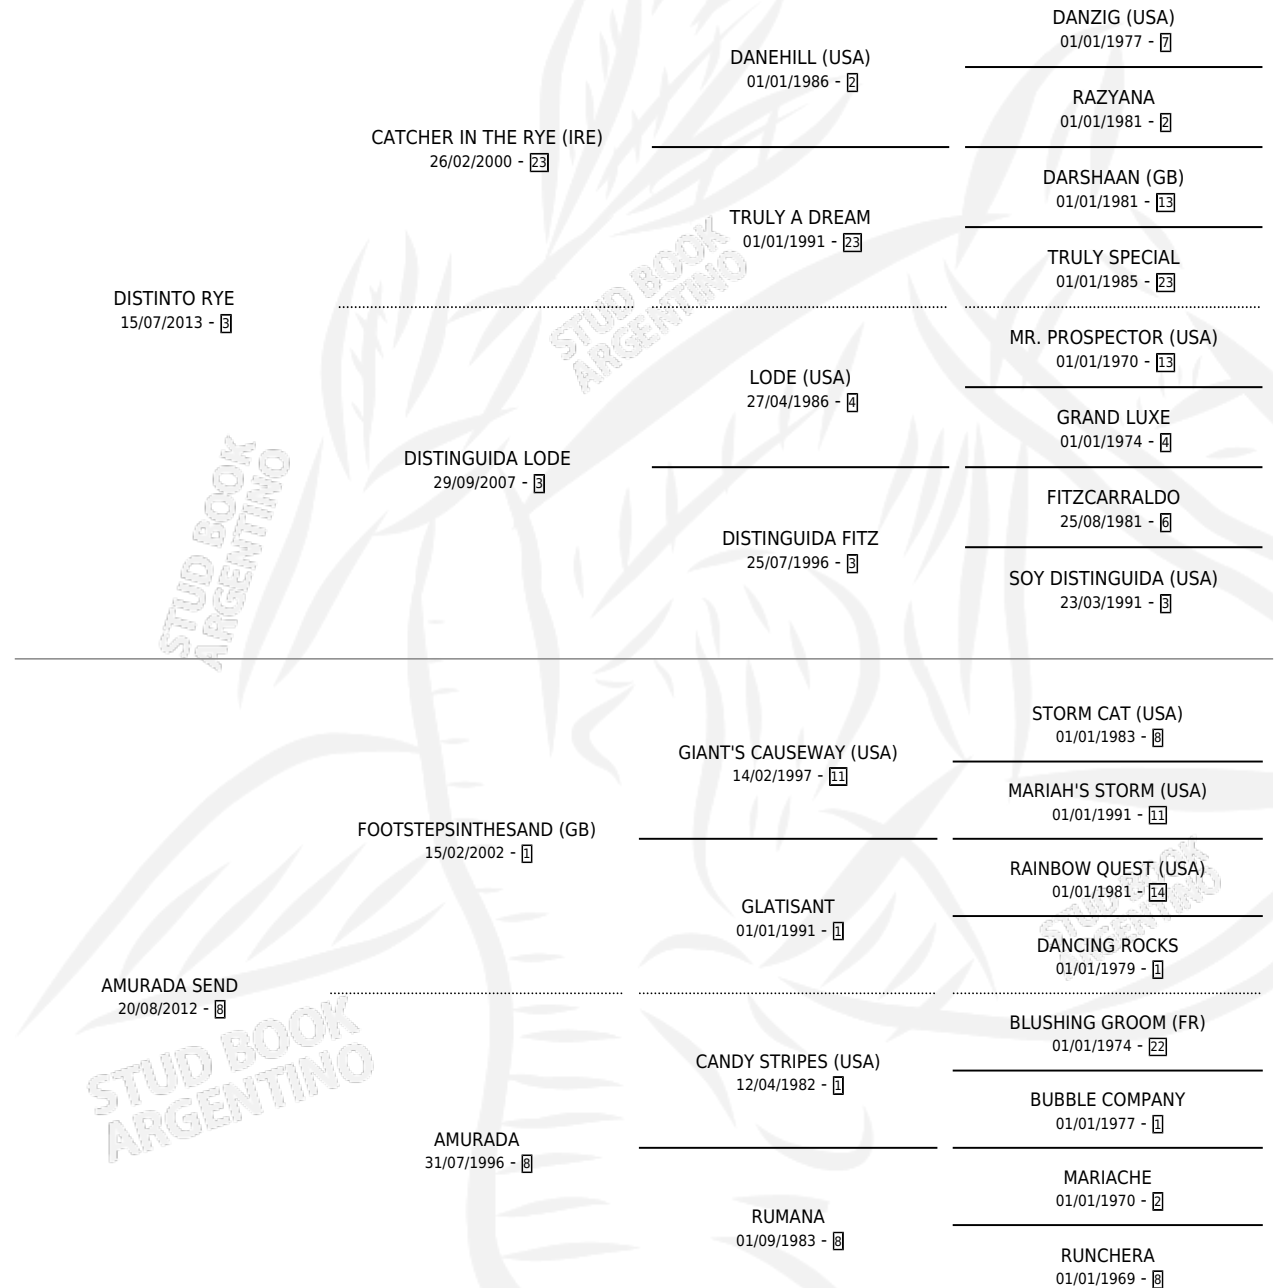 DANZIG (USA)
01/01/1977 - 7
DANEHILL (USA)
01/01/1986 - 2
RAZYANA
01/01/1981 - 2
CATCHER IN THE RYE (IRE)
26/02/2000 - 23
DARSHAAN (GB)
01/01/1981 - 13
TRULY A DREAM
01/01/1991 - 23
TRULY SPECIAL
01/01/1985 - 23
DISTINTO RYE
15/07/2013 - 3
STUD BOOK
ARGENTINO
MR. PROSPECTOR (USA)
01/01/1970 - 13
LODE (USA)
27/04/1986 - 4
GRAND LUXE
01/01/1974 - 4
DISTINGUIDA LODE
29/09/2007 - 3
FITZCARRALDO
25/08/1981 - 6
DISTINGUIDA FITZ
25/07/1996 - 3
SOY DISTINGUIDA (USA)
23/03/1991 - 3
STUD BOOK
ARGENTINO
STORM CAT (USA)
01/01/1983 - 8
GIANT'S CAUSEWAY (USA)
14/02/1997 - 11
MARIAH'S STORM (USA)
01/01/1991 - 11
FOOTSTEPSINTHESAND (GB)
15/02/2002 - 1
RAINBOW QUEST (USA)
01/01/1981 - 14
GLATISANT
01/01/1991 - 1
STUD BOOK
ARGENTINO
DANCING ROCKS
01/01/1979 - 1
AMURADA SEND
20/08/2012 - 8
STUD BOOK
ARGENTINO
BLUSHING GROOM (FR)
01/01/1974 - 22
CANDY STRIPES (USA)
12/04/1982 - 1
BUBBLE COMPANY
01/01/1977 - 1
AMURADA
31/07/1996 - 8
MARIACHE
01/01/1970 - 2
RUMANA
01/09/1983 - 8
RUNCHERA
01/01/1969 - 8